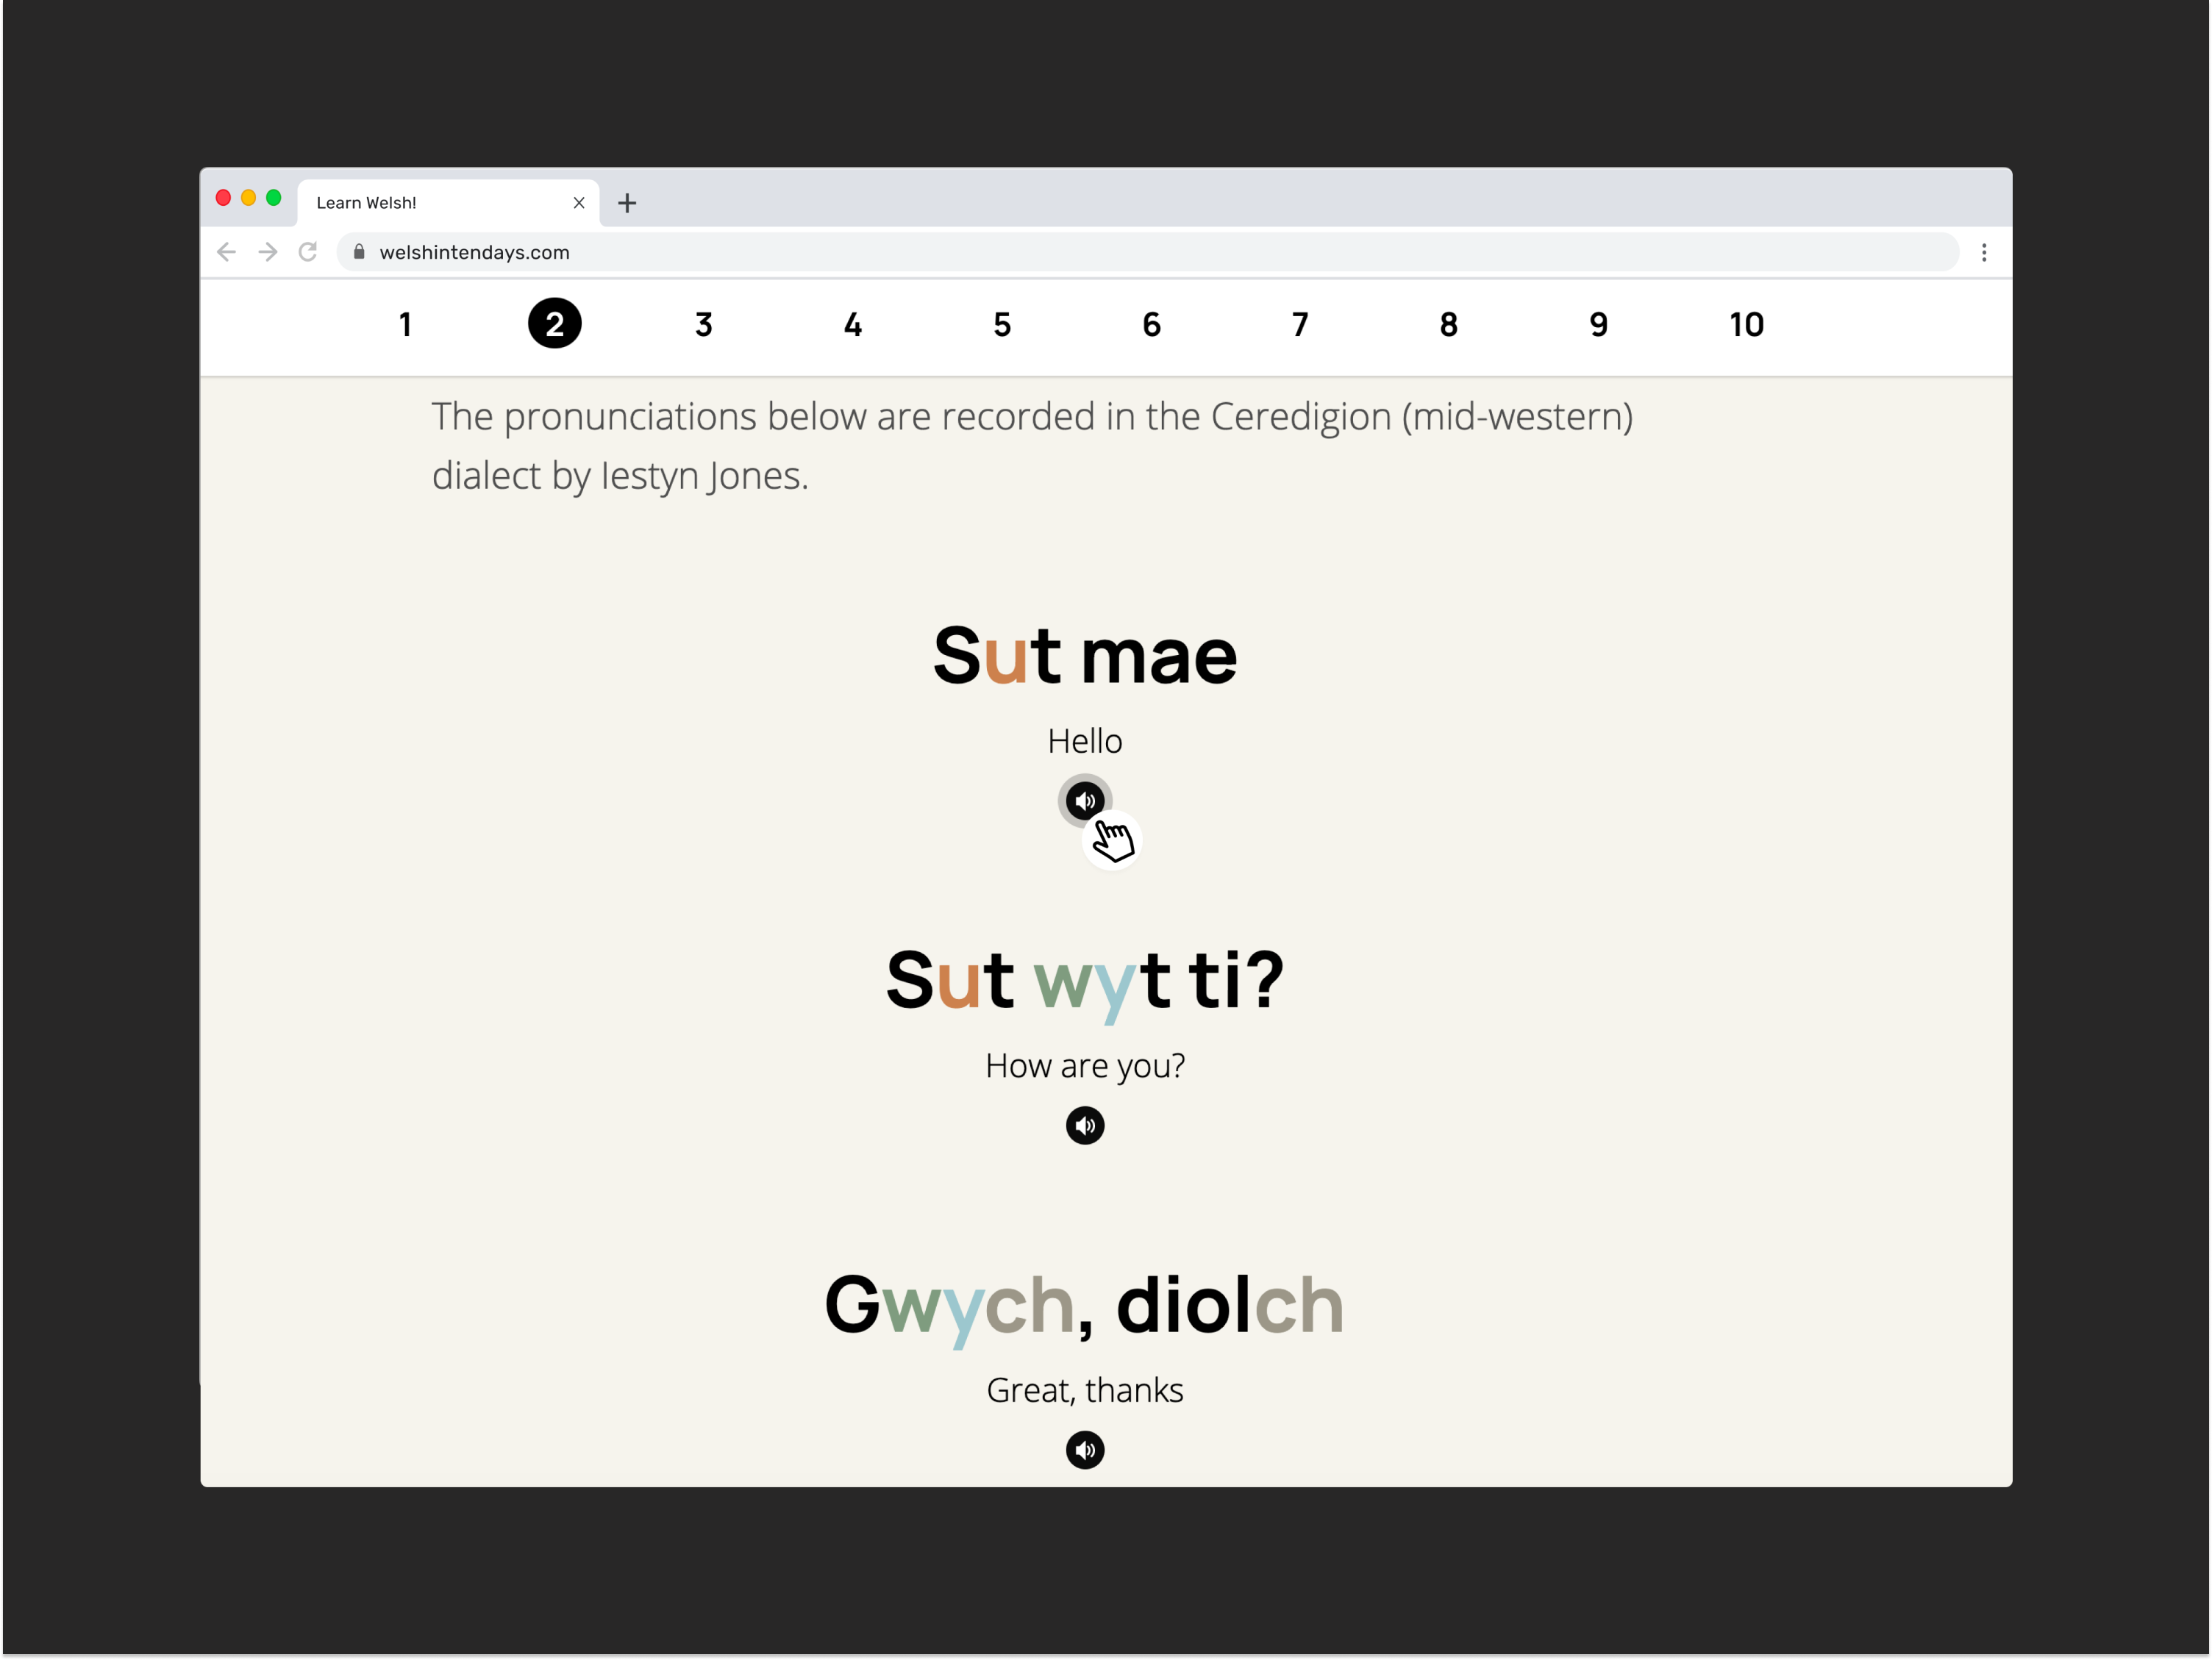 Learn Welsh!
welshintendays.com
1 2 3 4 5 6 7 8 9 10
The pronunciations below are recorded in the Ceredigion (mid-western)
dialect by Iestyn Jones.
Sut mae
Hello
Sut wyt ti?
How are you?
Gwych, diolch
Great, thanks